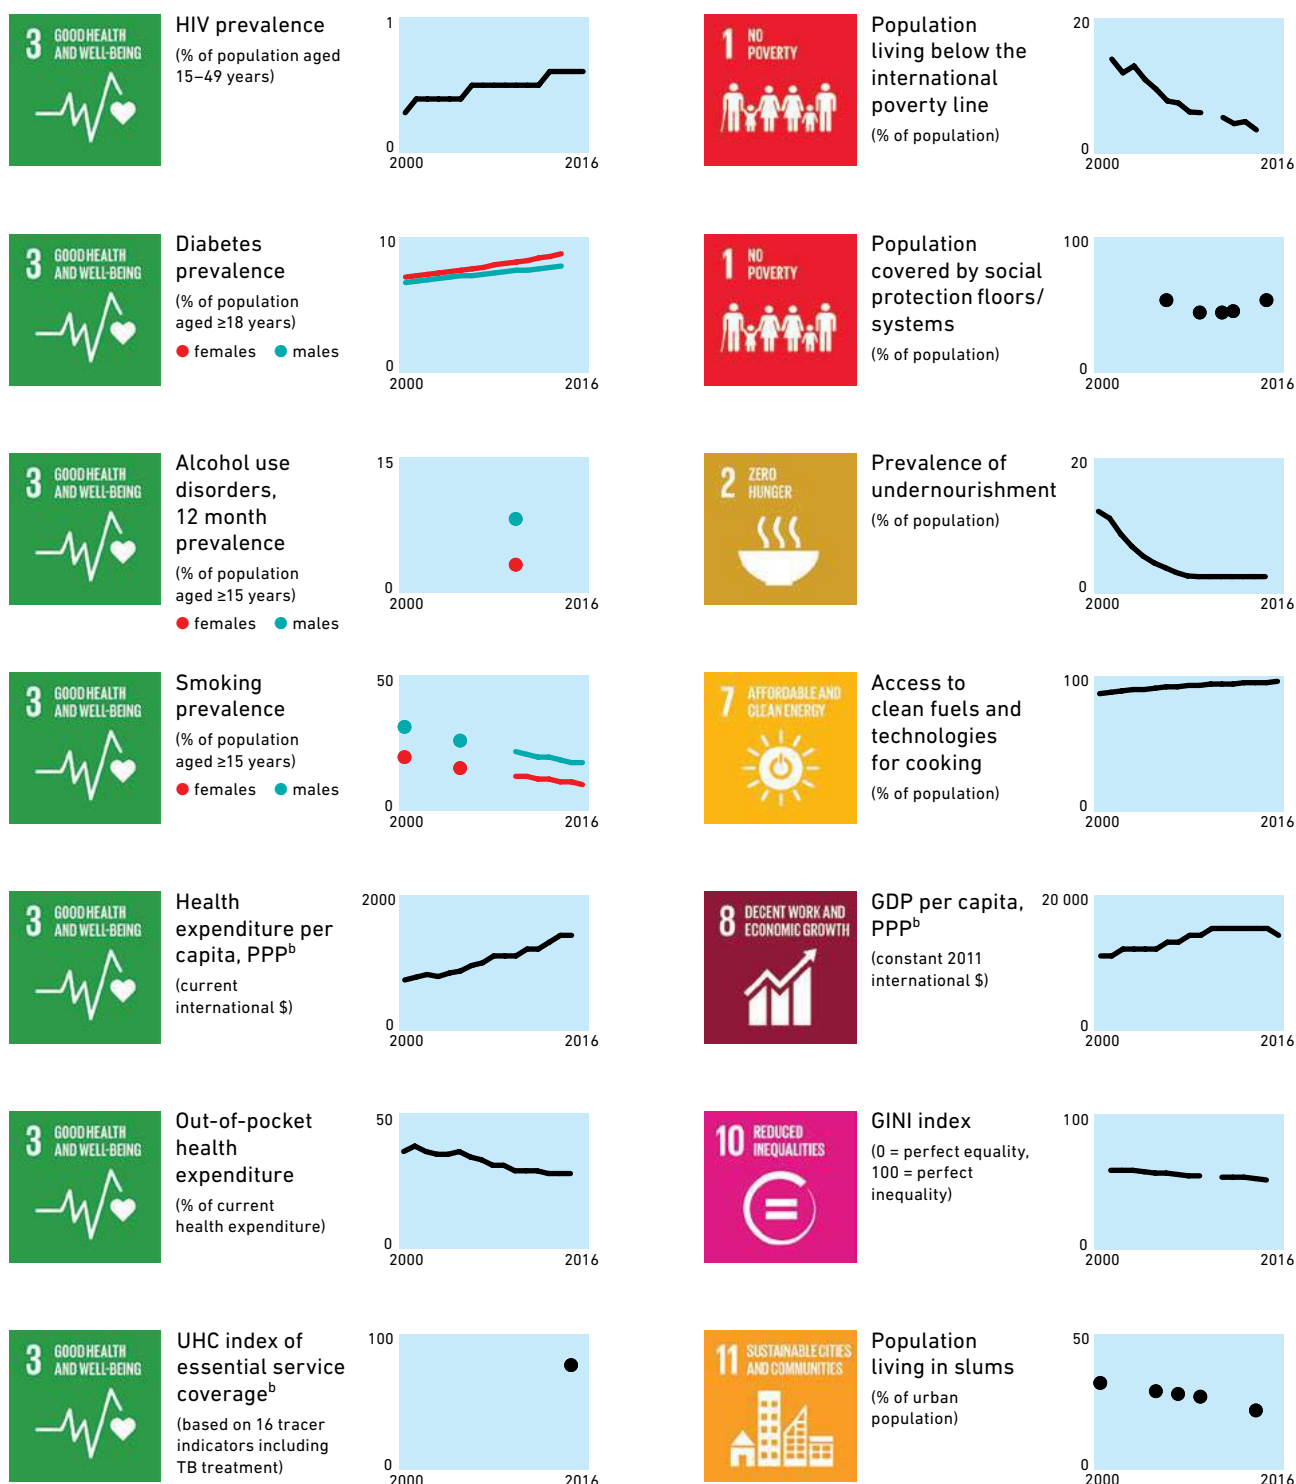 3 GOOD HEALTH
AND WELL-BEING
HIV prevalence
(% of population aged
15–49 years)
1
0
2000 2016
3 GOOD HEALTH
AND WELL-BEING
Diabetes
prevalence
(% of population
aged ≥18 years)
females males
10
0
2000 2016
3 GOOD HEALTH
AND WELL-BEING
Alcohol use
disorders,
12 month
prevalence
(% of population
aged ≥15 years)
females males
15
0
2000 2016
3 GOOD HEALTH
AND WELL-BEING
Smoking
prevalence
(% of population
aged ≥15 years)
females males
50
0
2000 2016
3 GOOD HEALTH
AND WELL-BEING
Health
expenditure per
capita, PPPb
(current
international $)
2000
0
2000 2016
3 GOOD HEALTH
AND WELL-BEING
Out-of-pocket
health
expenditure
(% of current
health expenditure)
50
0
2000 2016
3 GOOD HEALTH
AND WELL-BEING
UHC index of
essential service
coverageb
(based on 16 tracer
indicators including
TB treatment)
100
0
2000 2016
1 NO
POVERTY
Population
living below the
international
poverty line
(% of population)
20
0
2000 2016
1 NO
POVERTY
Population
covered by social
protection floors/
systems
(% of population)
100
0
2000 2016
2 ZERO
HUNGER
Prevalence of
undernourishment
(% of population)
20
0
2000 2016
7 AFFORDABLE AND
CLEAN ENERGY
Access to
clean fuels and
technologies
for cooking
(% of population)
100
0
2000 2016
8 DECENT WORK AND
ECONOMIC GROWTH
GDP per capita,
PPPb
(constant 2011
international $)
20 000
0
2000 2016
10 REDUCED
INEQUALITIES
GINI index
(0 = perfect equality,
100 = perfect
inequality)
100
0
2000 2016
11 SUSTAINABLE CITIES
AND COMMUNITIES
Population
living in slums
(% of urban
population)
50
0
2000 2016